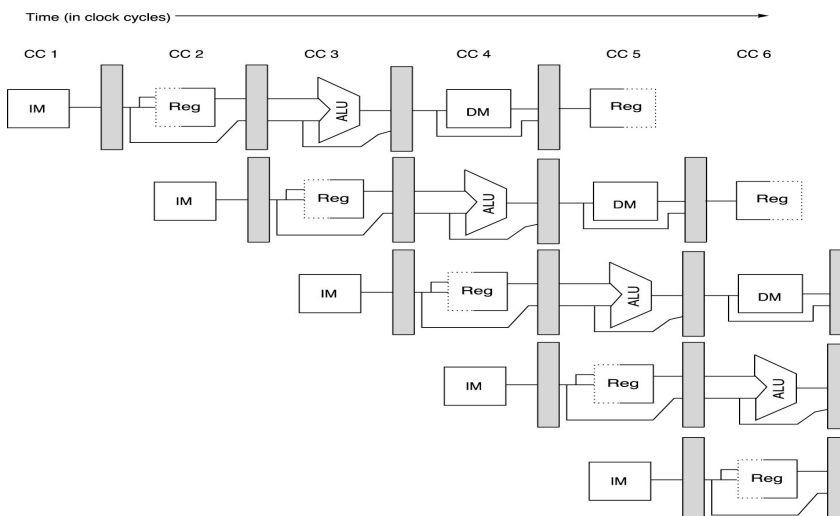 Time (in clock cycles)
CC 1 CC 2 CC 3 CC 4 CC 5 CC 6
IM Reg ALU DM Reg
IM Reg ALU DM Reg
IM Reg ALU DM
IM Reg ALU
IM Reg